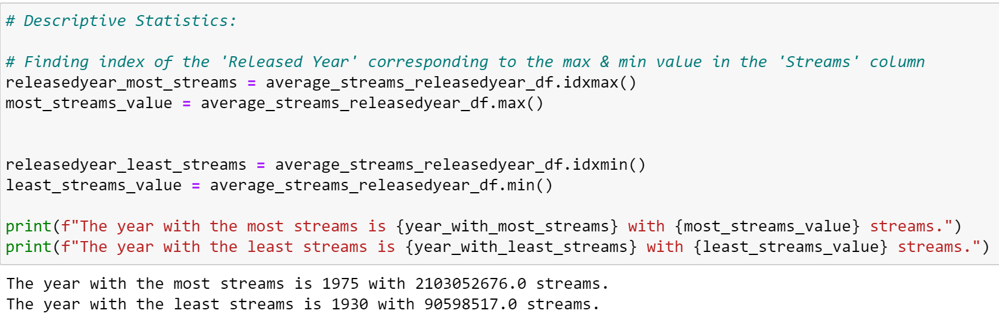 # Descriptive Statistics:
# Finding index of the 'Released Year' corresponding to the max & min value in the 'Streams' column
releasedyear_most_streams = average_streams_releasedyear_df.idxmax()
most_streams_value = average_streams_releasedyear_df.max()
releasedyear_least_streams = average_streams_releasedyear_df.idxmin()
least_streams_value = average_streams_releasedyear_df.min()
print(f"The year with the most streams is {year_with_most_streams} with {most_streams_value} streams.")
print(f"The year with the least streams is {year_with_least_streams} with {least_streams_value} streams.")
The year with the most streams is 1975 with 2103052676.0 streams.
The year with the least streams is 1930 with 90598517.0 streams.